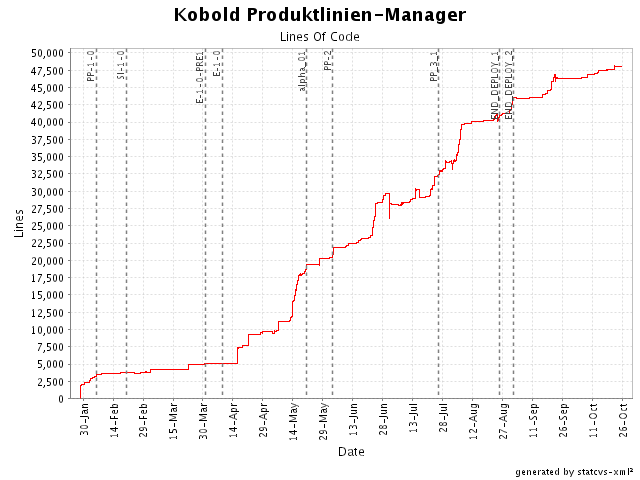 Kobold Produktlinien-Manager
Lines Of Code
50,000
47,500
45,000
42,500
40,000
37,500
35,000
32,500
30,000
27,500
25,000
22,500
20,000
17,500
15,000
12,500
10,000
7,500
5,000
2,500
0
Lines
PP-1-0
SI-1-0
E-1-0-PRE1
E-1-0
alpha_01
PP-2
PP_3_1
END_DEPLOY_1
END_DEPLOY_2
30-Jan
14-Feb
29-Feb
15-Mar
30-Mar
14-Apr
29-Apr
14-May
29-May
13-Jun
28-Jun
13-Jul
28-Jul
12-Aug
27-Aug
11-Sep
26-Sep
11-Oct
26-Oct
Date
generated by statcvs-xml²